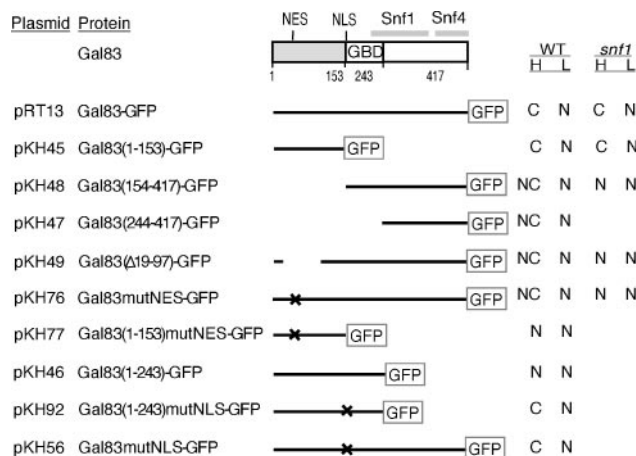 NES NLS Snf1 Snf4
Plasmid Protein
Gal83 GBD WT snf1
1 153 243 417 H L H L
pRT13 Gal83-GFP GFP C N C N
pKH45 Gal83(1-153)-GFP GFP C N C N
pKH48 Gal83(154-417)-GFP GFP NC N N N
pKH47 Gal83(244-417)-GFP GFP NC N
pKH49 Gal83(Δ19-97)-GFP GFP NC N N N
pKH76 Gal83mutNES-GFP GFP NC N N N
pKH77 Gal83(1-153)mutNES-GFP GFP N N
pKH46 Gal83(1-243)-GFP GFP N N
pKH92 Gal83(1-243)mutNLS-GFP GFP C N
pKH56 Gal83mutNLS-GFP GFP C N